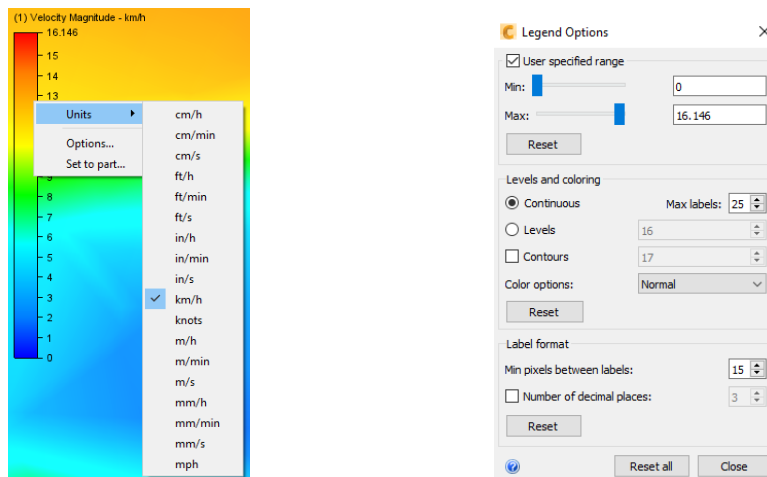 (1) Velocity Magnitude - km/h
16.146
15
14
13
Units
Options...
Set to part...
9
8
7
6
5
4
3
2
1
0
cm/h
cm/min
cm/s
ft/h
ft/min
ft/s
in/h
in/min
in/s
km/h
knots
m/h
m/min
m/s
mm/h
mm/min
mm/s
mph
Legend Options
User specified range
Min: 0
Max: 16.146
Reset
Levels and coloring
Continuous Max labels: 25
Levels 16
Contours 17
Color options: Normal
Reset
Label format
Min pixels between labels: 15
Number of decimal places: 3
Reset
Reset all Close